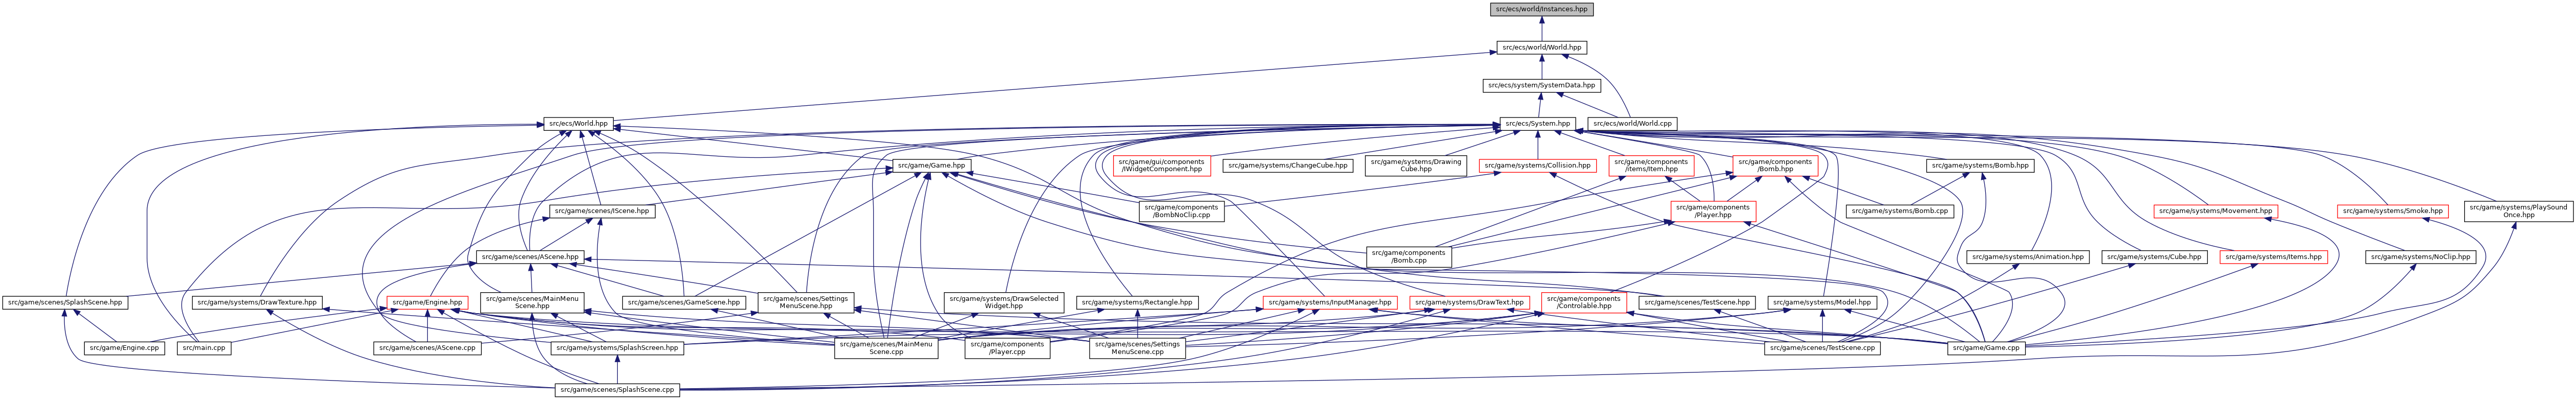 src/ecs/world/Instances.hpp
src/ecs/world/World.hpp
src/ecs/system/SystemData.hpp
src/ecs/World.hpp
src/ecs/System.hpp
src/ecs/world/World.cpp
src/game/Game.hpp
src/game/gui/components
/IWidgetComponent.hpp
src/game/systems/ChangeCube.hpp
src/game/systems/Drawing
Cube.hpp
src/game/systems/Collision.hpp
src/game/components
/items/Item.hpp
src/game/components
/Bomb.hpp
src/game/systems/Bomb.hpp
src/game/scenes/IScene.hpp
src/game/components
/BombNoClip.cpp
src/game/components
/Player.hpp
src/game/systems/Bomb.cpp
src/game/systems/Movement.hpp
src/game/systems/Smoke.hpp
src/game/systems/PlaySound
Once.hpp
src/game/scenes/AScene.hpp
src/game/components
/Bomb.cpp
src/game/systems/Animation.hpp
src/game/systems/Cube.hpp
src/game/systems/Items.hpp
src/game/systems/NoClip.hpp
src/game/scenes/SplashScene.hpp
src/game/systems/DrawTexture.hpp
src/game/Engine.hpp
src/game/scenes/MainMenu
Scene.hpp
src/game/scenes/GameScene.hpp
src/game/scenes/Settings
MenuScene.hpp
src/game/systems/DrawSelected
Widget.hpp
src/game/systems/Rectangle.hpp
src/game/systems/InputManager.hpp
src/game/systems/DrawText.hpp
src/game/components
/Controlable.hpp
src/game/scenes/TestScene.hpp
src/game/systems/Model.hpp
src/game/Engine.cpp
src/main.cpp
src/game/scenes/AScene.cpp
src/game/systems/SplashScreen.hpp
src/game/scenes/MainMenu
Scene.cpp
src/game/components
/Player.cpp
src/game/scenes/Settings
MenuScene.cpp
src/game/scenes/TestScene.cpp
src/game/Game.cpp
src/game/scenes/SplashScene.cpp